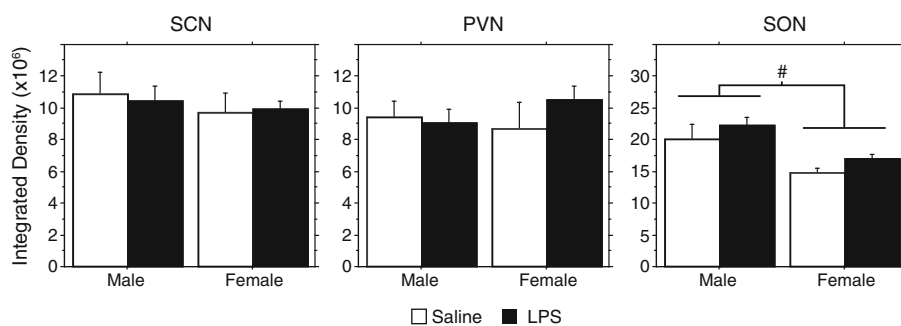 SCN
PVN
SON
Integrated Density (x10⁶)
12
10
8
6
4
2
0
Male
Female
12
10
8
6
4
2
0
Male
Female
#
30
25
20
15
10
5
0
Male
Female
Saline
LPS